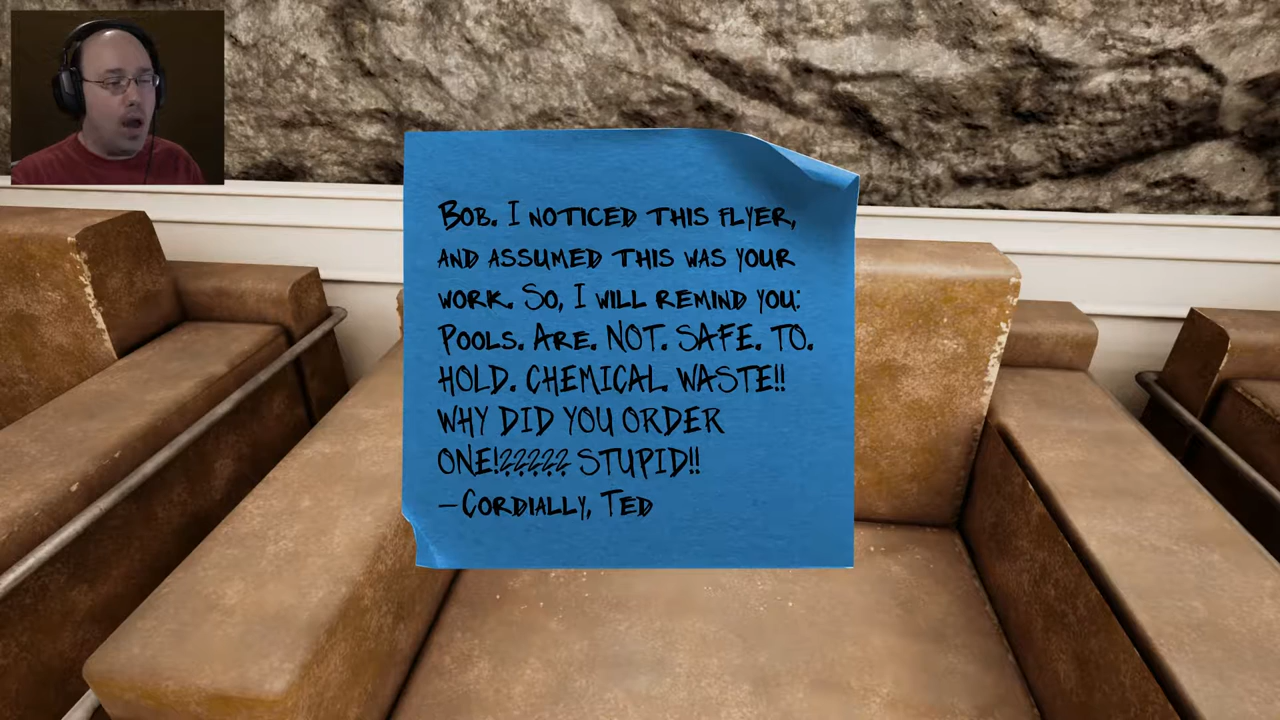 Bob. I noticed this flyer,
and assumed this was your
work. So, I will remind you:
Pools. Are. NOT. SAFE. TO.
HOLD. CHEMICAL. WASTE!!
WHY DID YOU ORDER
ONE!????? STUPID!!
–Cordially, Ted